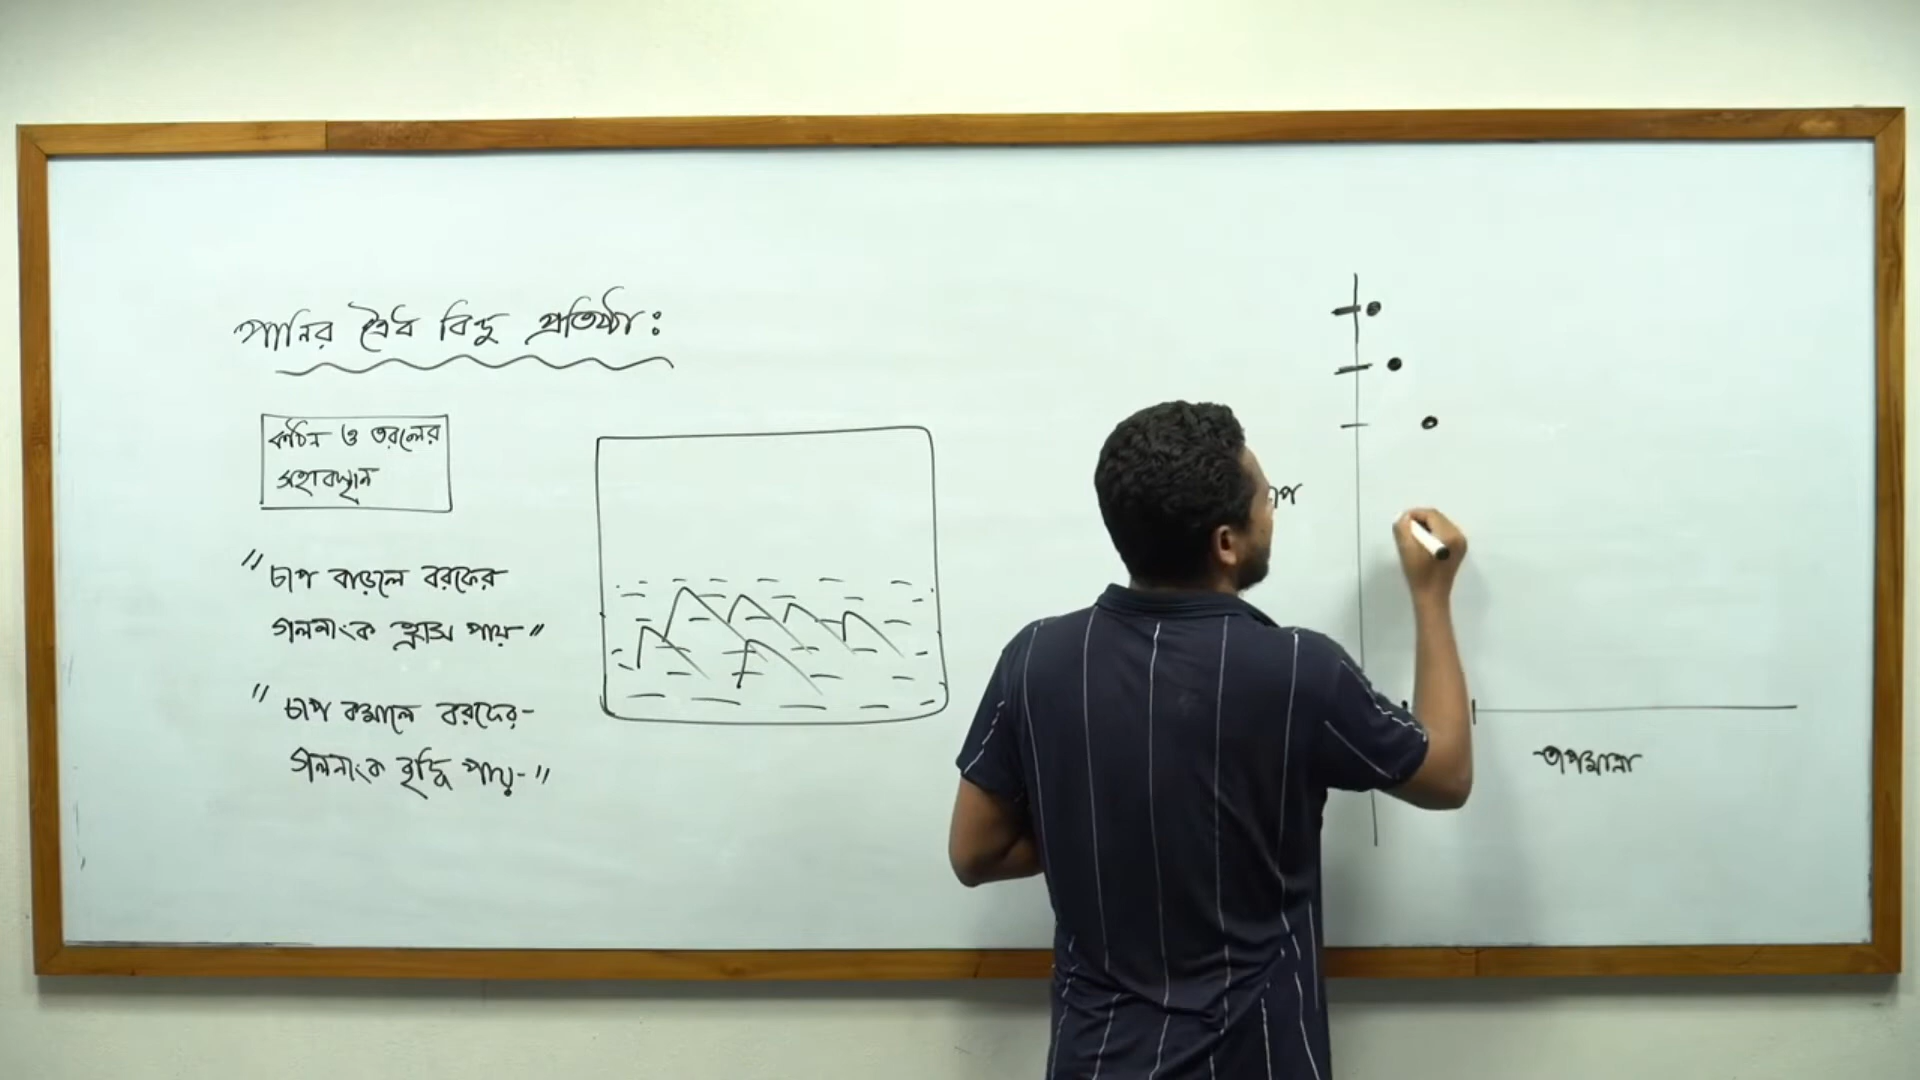 পানির ত্রৈধ বিন্দু প্রতিষ্ঠা :
কঠিন ও তরলের
সহাবস্থান
" চাপ বাড়লে বরফের
গলনাংক হ্রাস পায় "
" চাপ কমালে বরফের-
গলনাংক বৃদ্ধি পায়-"
তাপমাত্রা